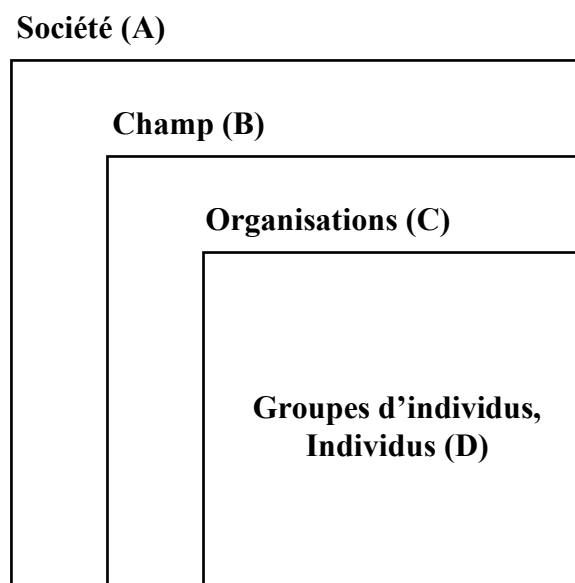 Société (A)
Champ (B)
Organisations (C)
Groupes d’individus,
Individus (D)